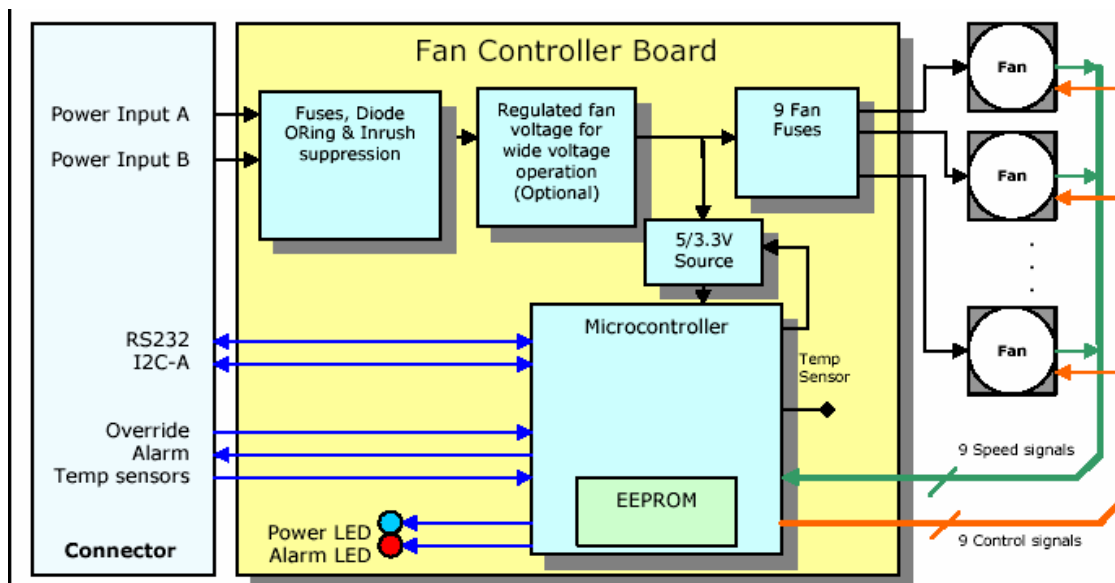 Fan Controller Board
Power Input A
Power Input B
Fuses, Diode
ORing & Inrush
suppression
Regulated fan
voltage for
wide voltage
operation
(Optional)
9 Fan
Fuses
Fan
Fan
Fan
5/3.3V
Source
Microcontroller
RS232
I2C-A
Temp
Sensor
Override
Alarm
Temp sensors
EEPROM
9 Speed signals
Power LED
Alarm LED
9 Control signals
Connector